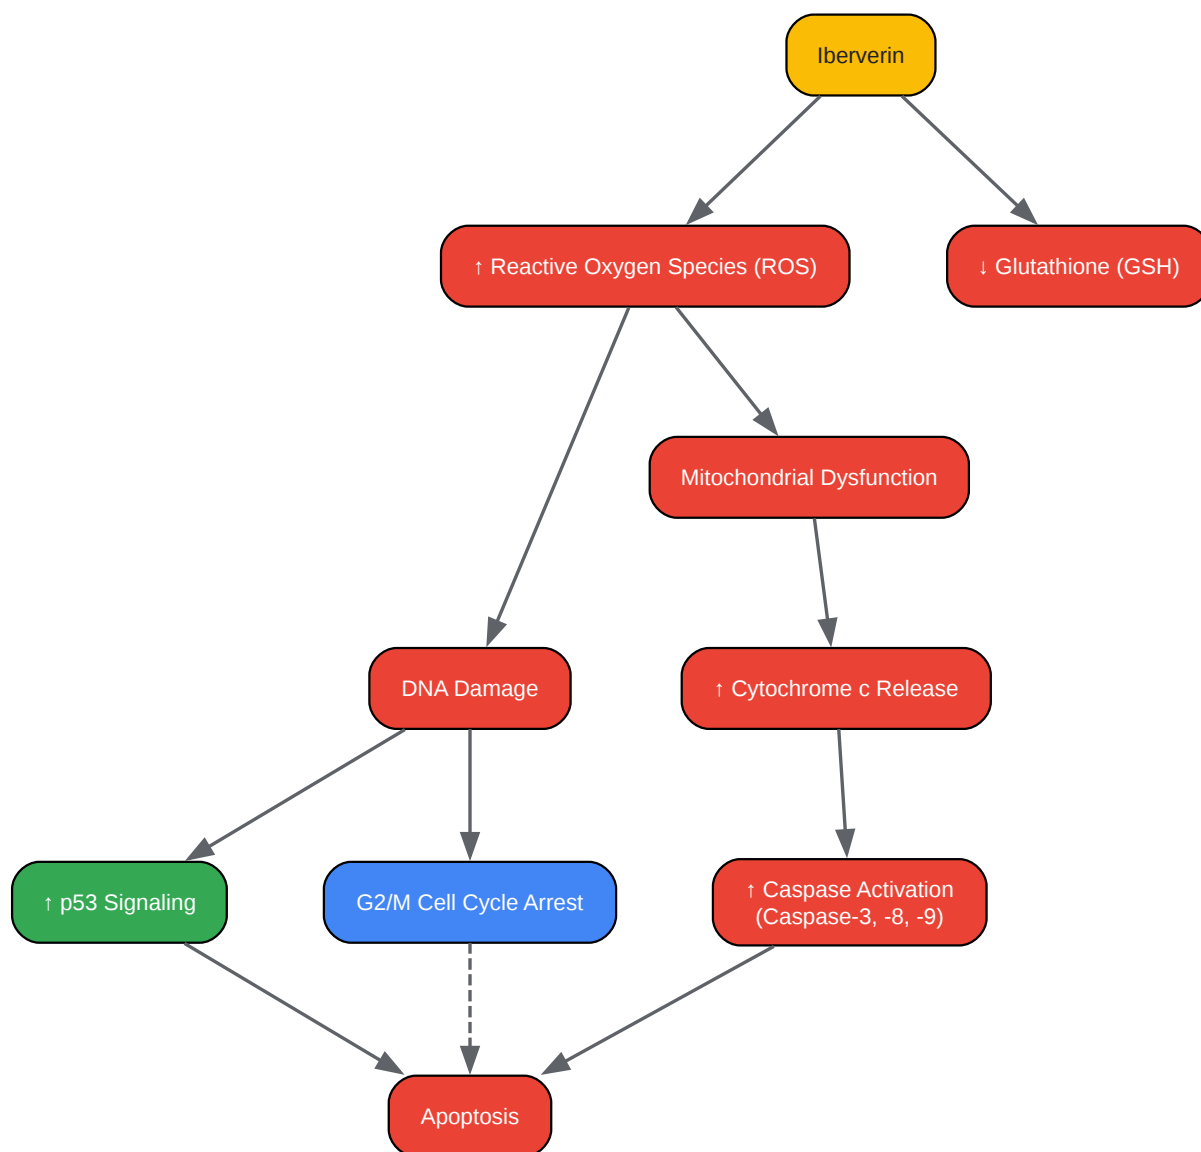 Iberverin
↑ Reactive Oxygen Species (ROS)
↓ Glutathione (GSH)
Mitochondrial Dysfunction
DNA Damage
↑ Cytochrome c Release
↑ p53 Signaling
G2/M Cell Cycle Arrest
↑ Caspase Activation
(Caspase-3, -8, -9)
Apoptosis